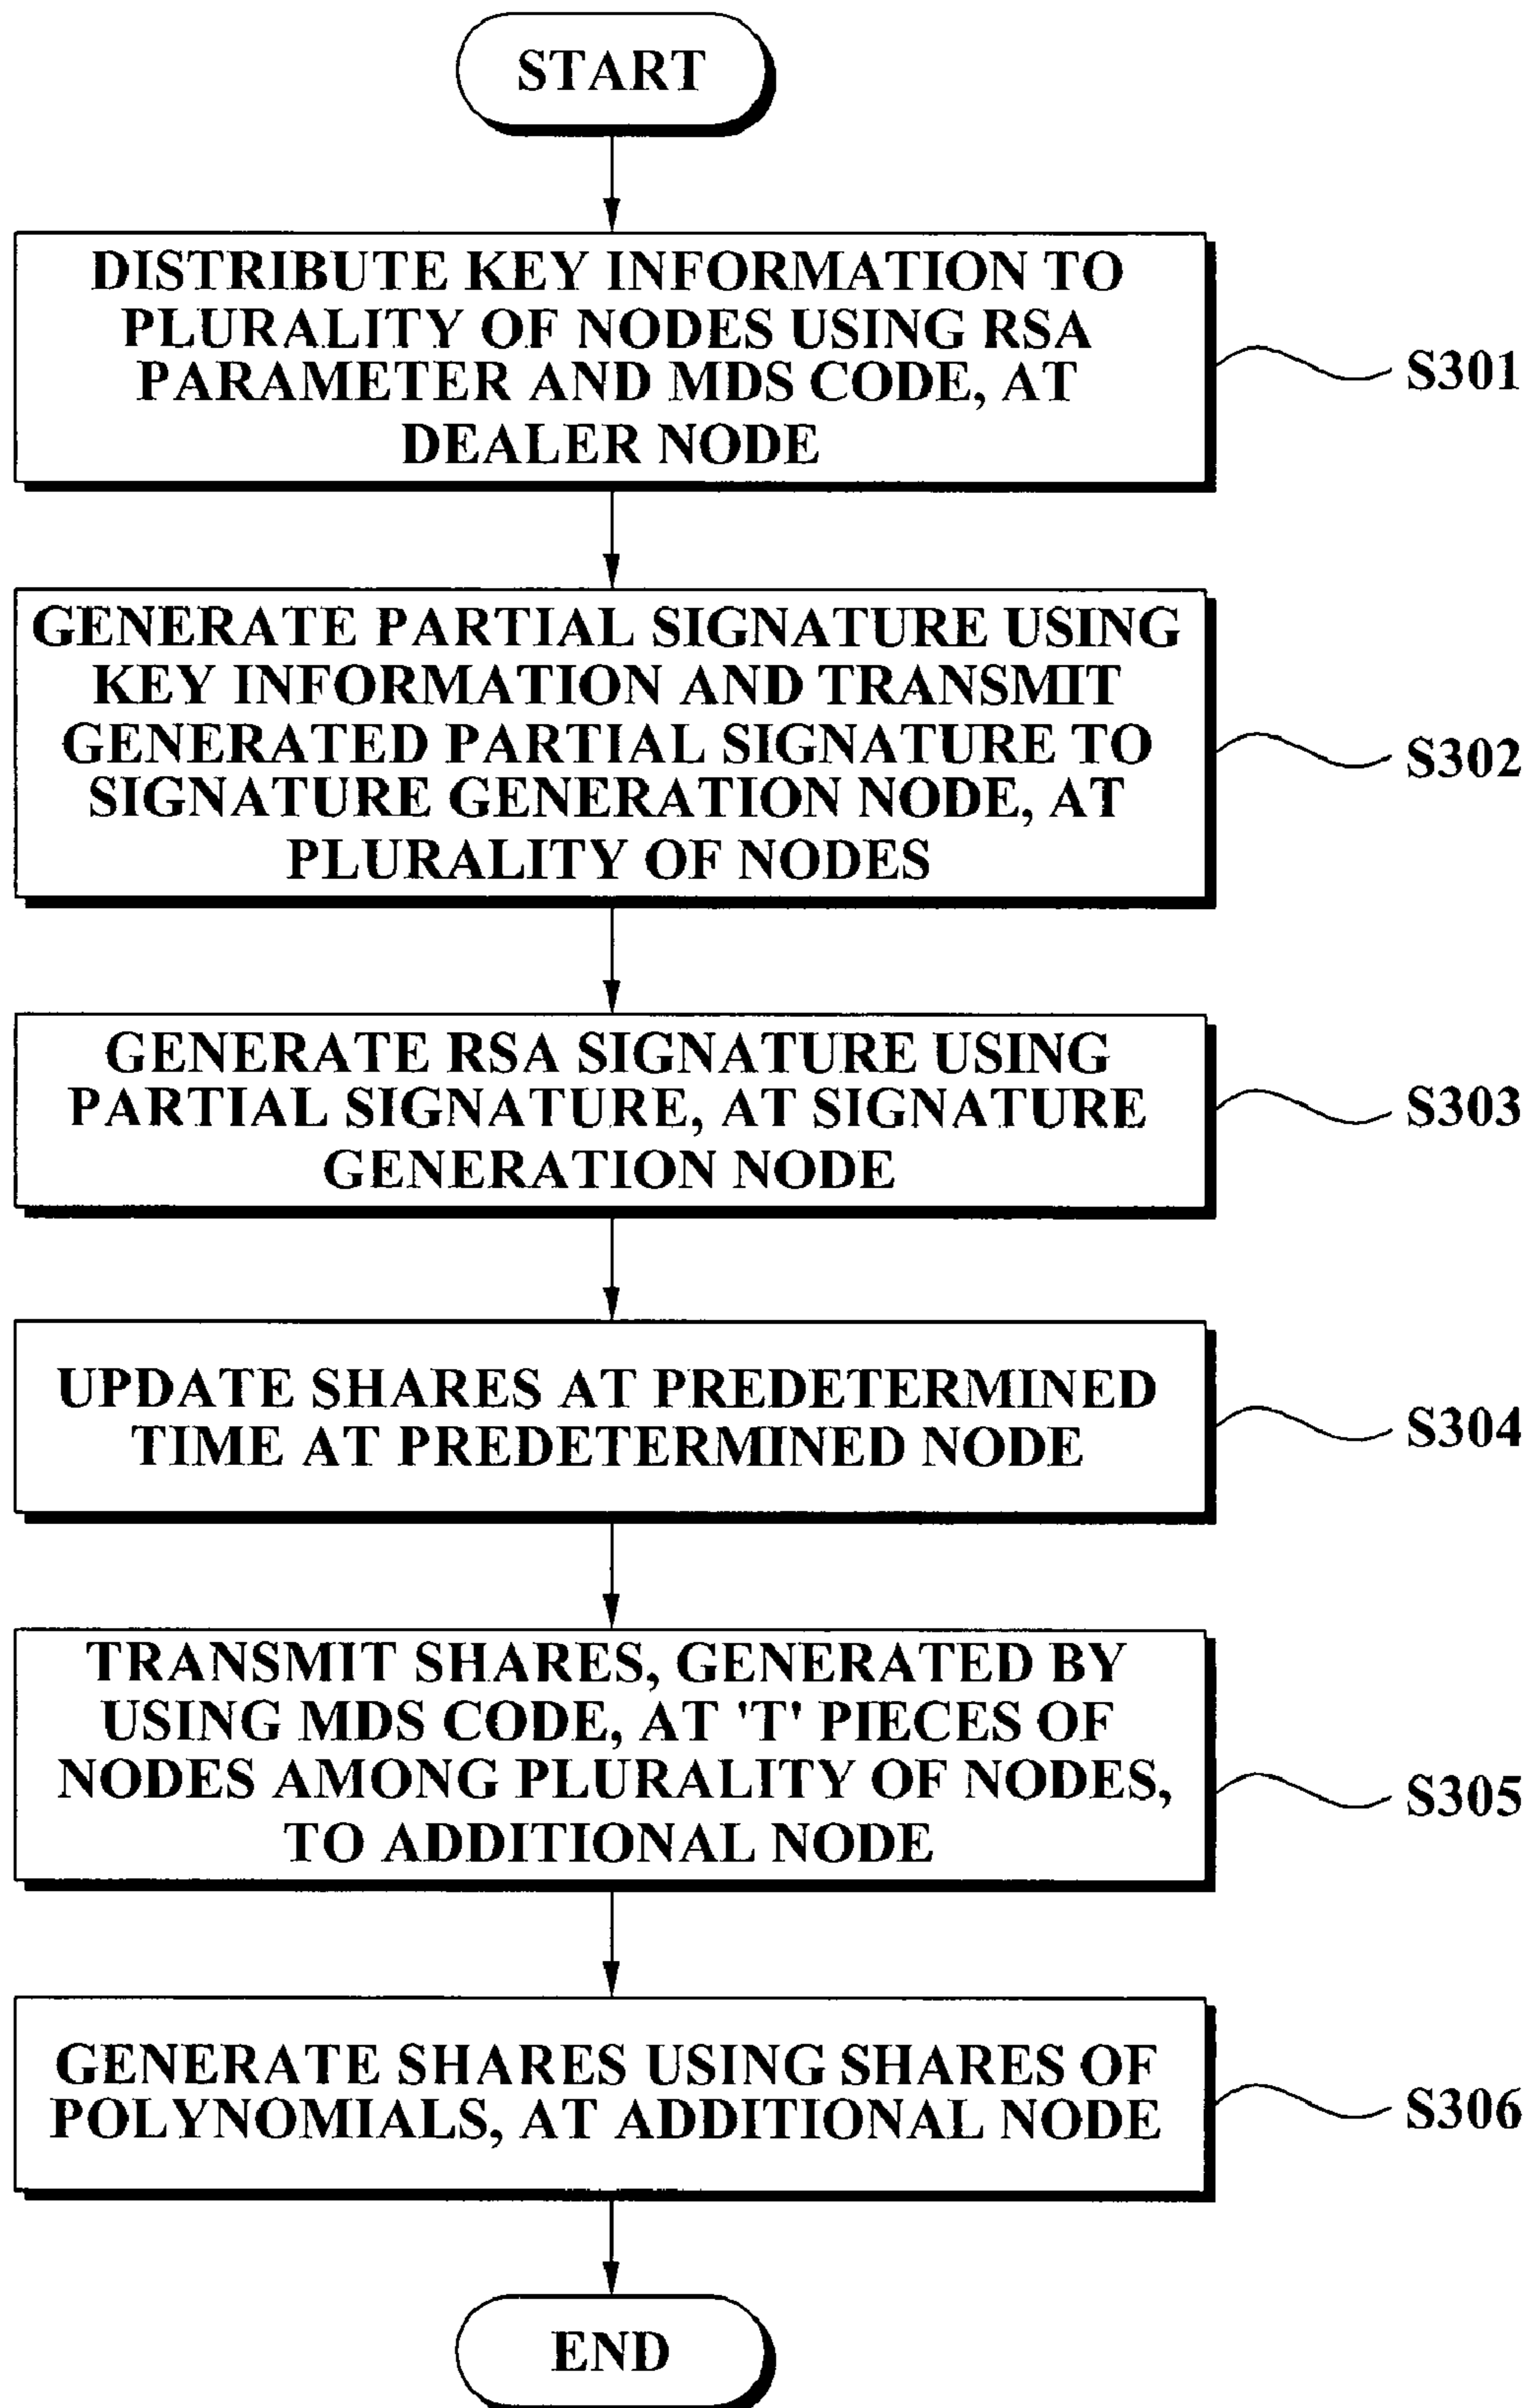 START
DISTRIBUTE KEY INFORMATION TO
PLURALITY OF NODES USING RSA
PARAMETER AND MDS CODE, AT
DEALER NODE
S301
GENERATE PARTIAL SIGNATURE USING
KEY INFORMATION AND TRANSMIT
GENERATED PARTIAL SIGNATURE TO
SIGNATURE GENERATION NODE, AT
PLURALITY OF NODES
S302
GENERATE RSA SIGNATURE USING
PARTIAL SIGNATURE, AT SIGNATURE
GENERATION NODE
S303
UPDATE SHARES AT PREDETERMINED
TIME AT PREDETERMINED NODE
S304
TRANSMIT SHARES, GENERATED BY
USING MDS CODE, AT 'T' PIECES OF
NODES AMONG PLURALITY OF NODES,
TO ADDITIONAL NODE
S305
GENERATE SHARES USING SHARES OF
POLYNOMIALS, AT ADDITIONAL NODE
S306
END